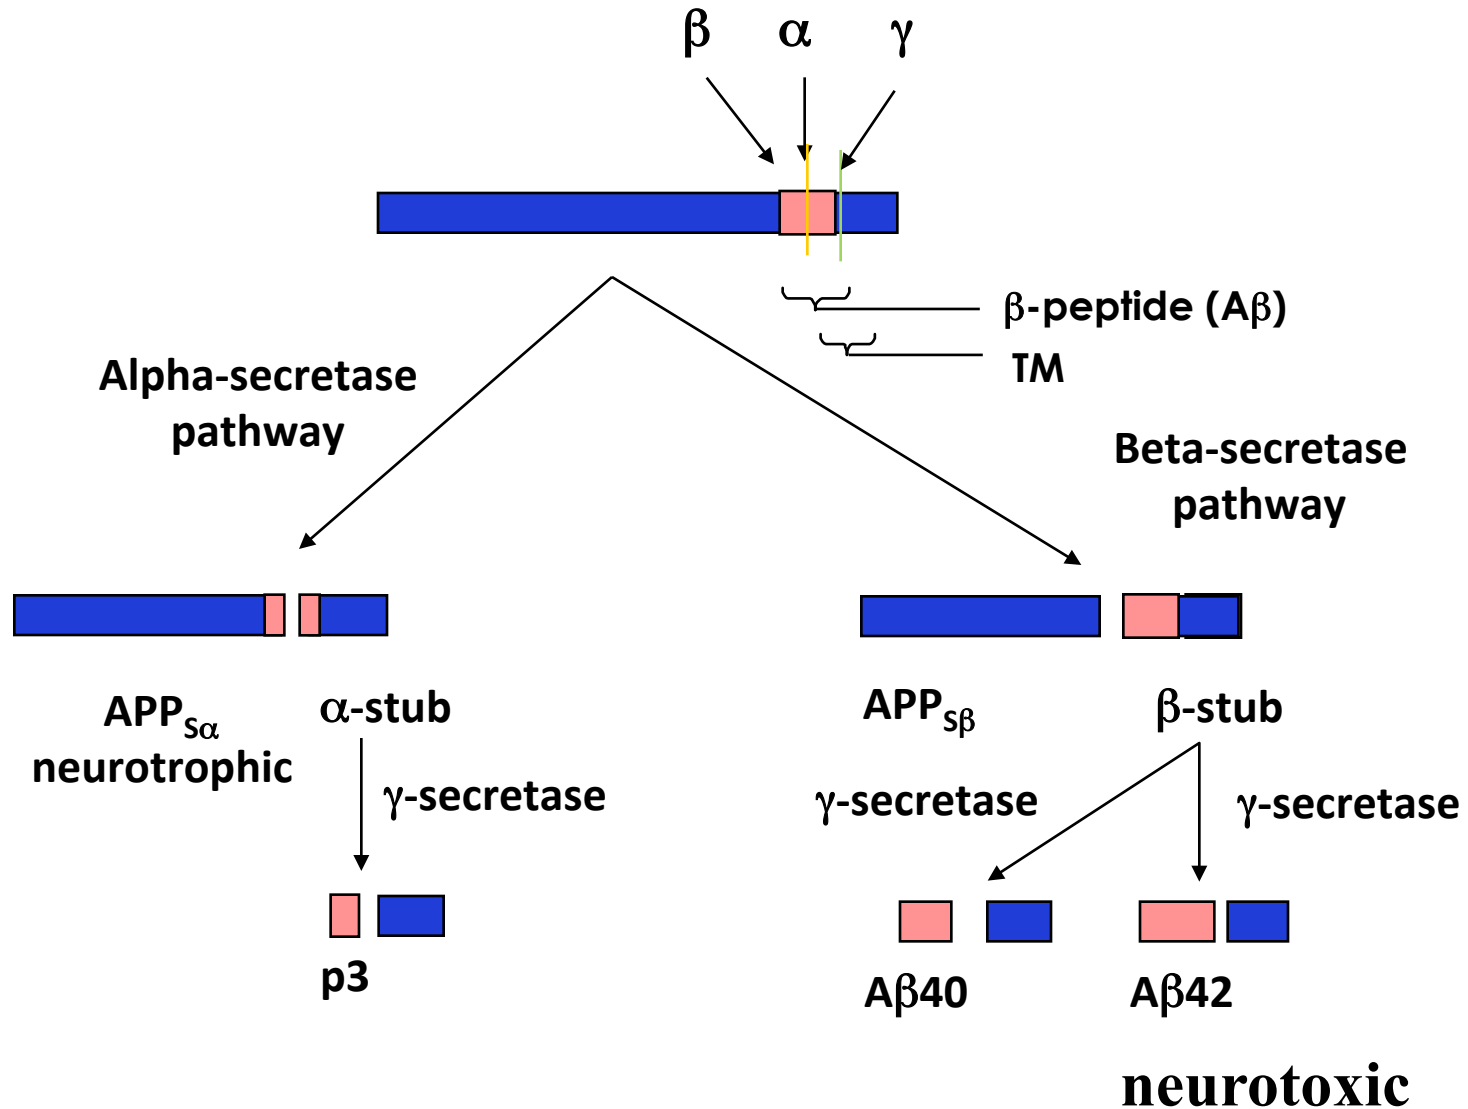 β α γ
β-peptide (Aβ)
TM
Alpha-secretase
pathway
Beta-secretase
pathway
APPSα
neurotrophic
α-stub
APPSβ
β-stub
γ-secretase
γ-secretase
γ-secretase
p3
Aβ40
Aβ42
neurotoxic